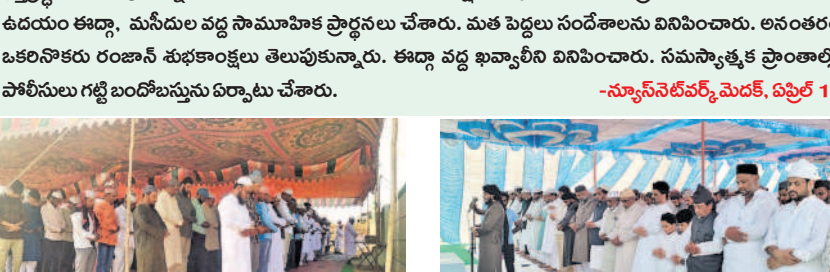 ఉదయం ఈద్గా, మసీదుల వద్ద సామూహిక ప్రార్థనలు చేశారు. మత పెద్దలు సందేశాలను వినిపించారు. అనంతరం
ఒకరినొకరు రంజాన్ శుభకాంక్షలు తెలుపుకున్నారు. ఈద్గా వద్ద ఖవ్వాలీని వినిపించారు. సమస్యాత్మక ప్రాంతాల్లో
పోలీసులు గట్టి బందోబస్తును ఏర్పాటు చేశారు. -న్యూస్‌నెట్‌వర్క్ మెదక్, ఏప్రిల్ 1